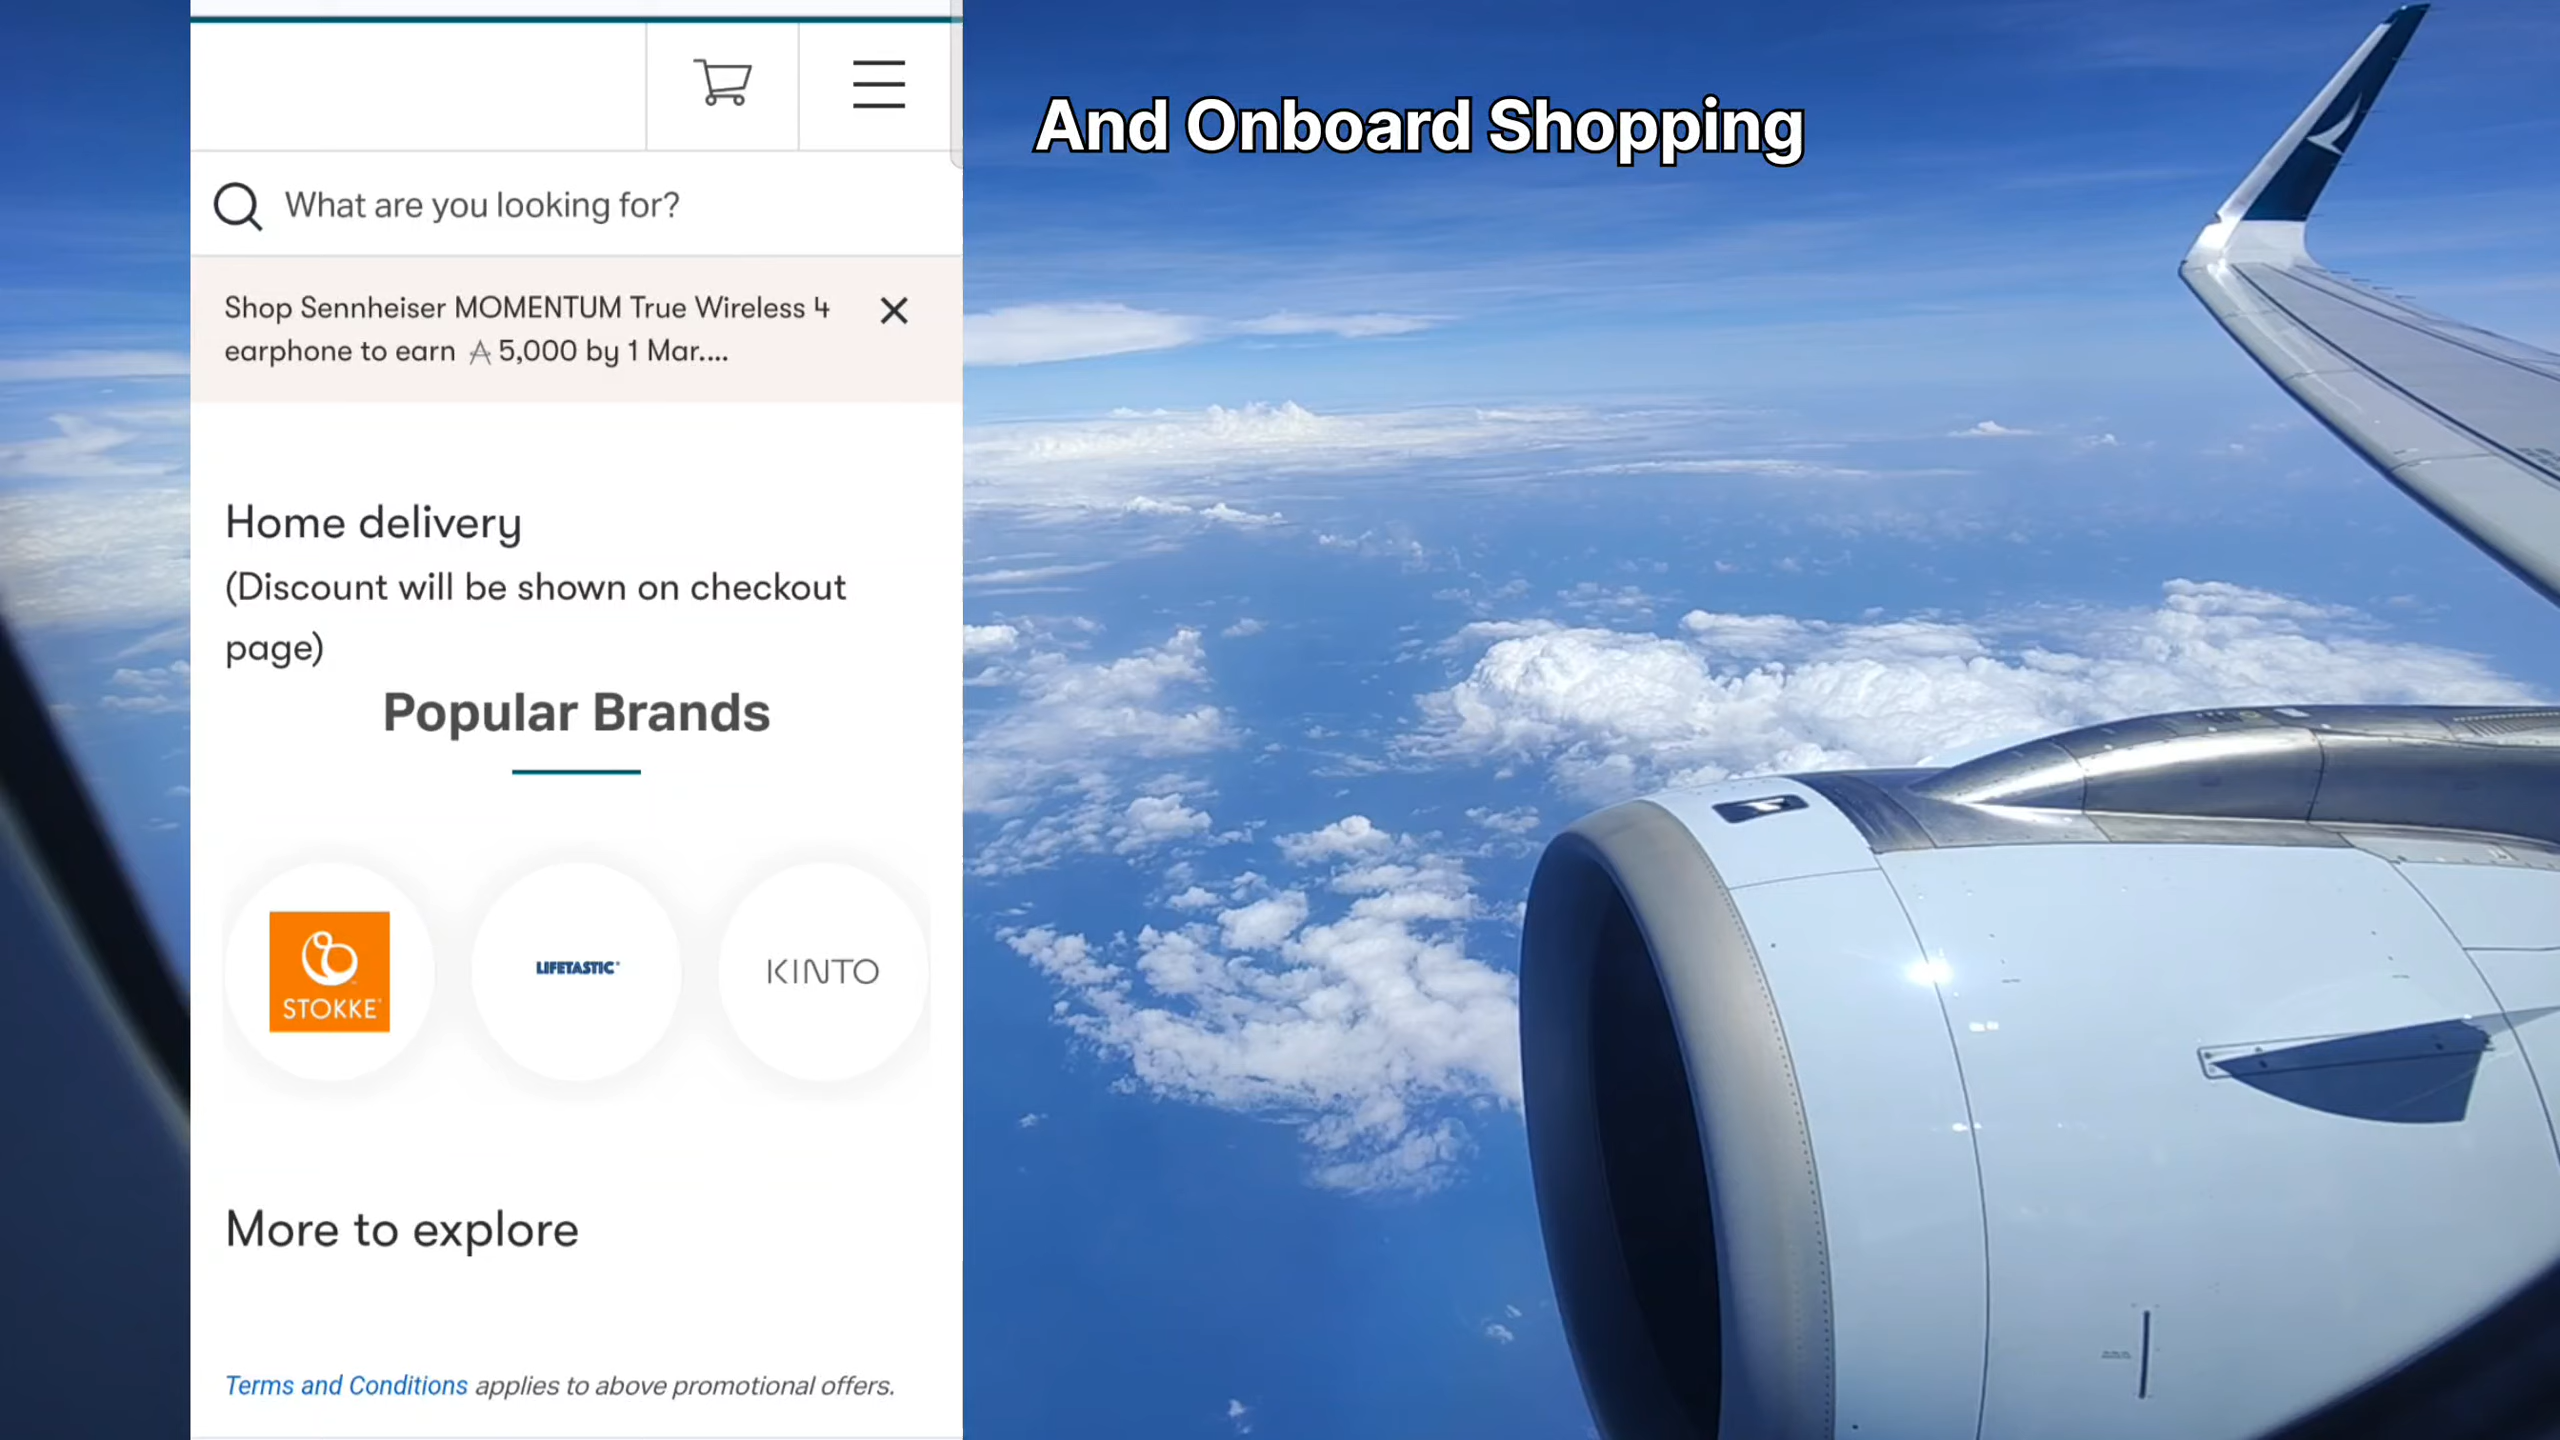 And Onboard Shopping
What are you looking for?
Shop Sennheiser MOMENTUM True Wireless 4
earphone to earn 5,000 by 1 Mar....
Home delivery
(Discount will be shown on checkout
page)
Popular Brands
STOKKE
LIFETASTIC®
KINTO
More to explore
Terms and Conditions applies to above promotional offers.